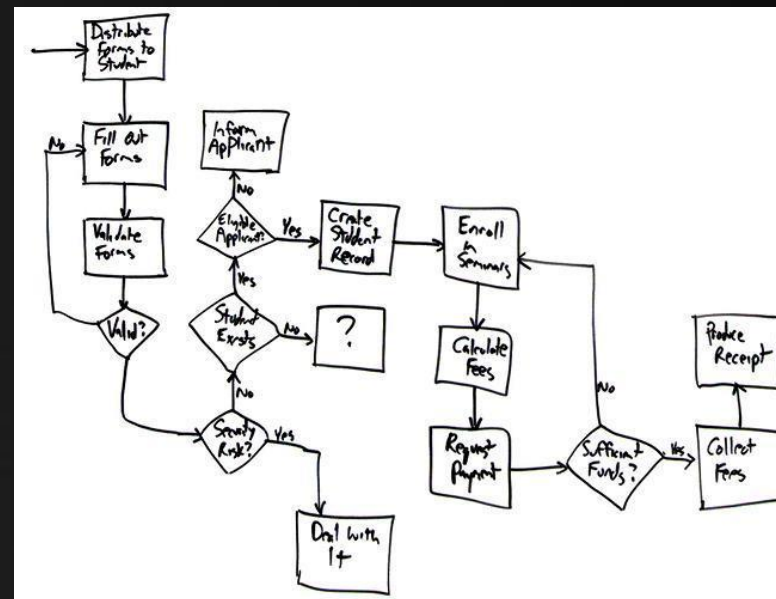 Distribute
Forms to
Student
Fill out
Forms
No
Validate
Forms
Valid?
Inform
Applicant
No
Eligible
Applicant?
Yes
Create
Student
Record
Yes
Student
Exists
No
?
No
Security
Risk?
Yes
Deal with
It
Enroll
in
Seminars
Calculate
Fees
Request
Payment
Sufficient
Funds?
No
Yes
Collect
Fees
Produce
Receipt